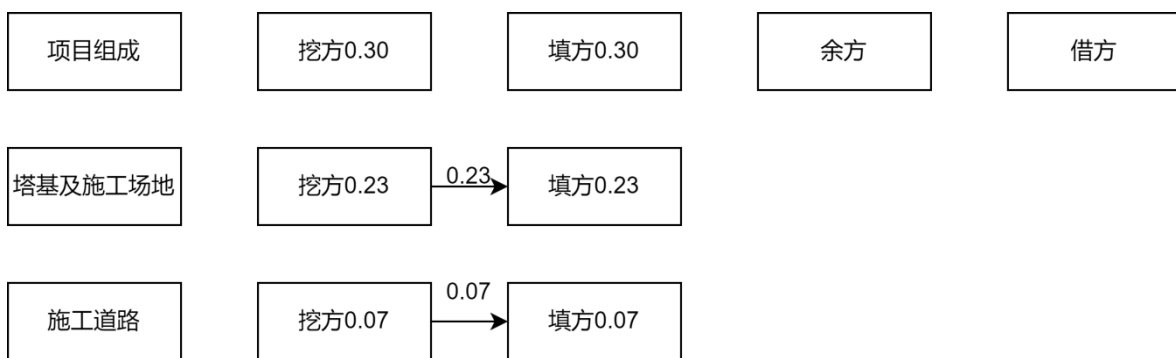 项目组成
挖方0.30
填方0.30
余方
借方
塔基及施工场地
挖方0.23
0.23
填方0.23
施工道路
挖方0.07
0.07
填方0.07